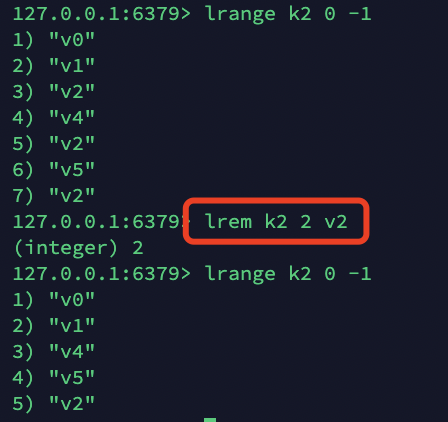 127.0.0.1:6379> lrange k2 0 -1
1) "v0"
2) "v1"
3) "v2"
4) "v4"
5) "v2"
6) "v5"
7) "v2"
127.0.0.1:6379> lrem k2 2 v2
(integer) 2
127.0.0.1:6379> lrange k2 0 -1
1) "v0"
2) "v1"
3) "v4"
4) "v5"
5) "v2"